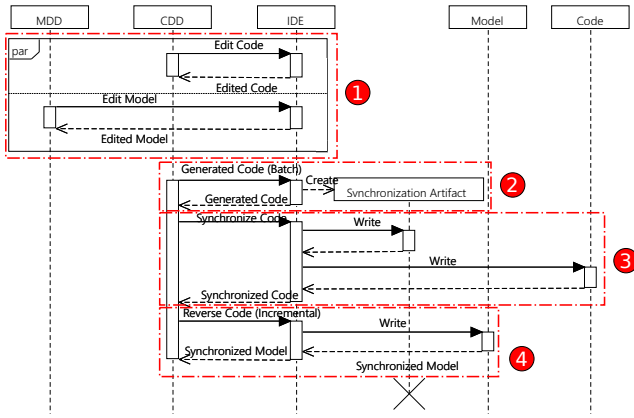 MDD CDD IDE Model Code
par
Edit Code
Edited Code
1
Edit Model
Edited Model
Generated Code (Batch)
2
Create
Synchronization Artifact
Generated Code
Synchronize Code
Write
3
Write
Synchronized Code
Reverse Code (Incremental)
Write
4
Synchronized Model
Synchronized Model